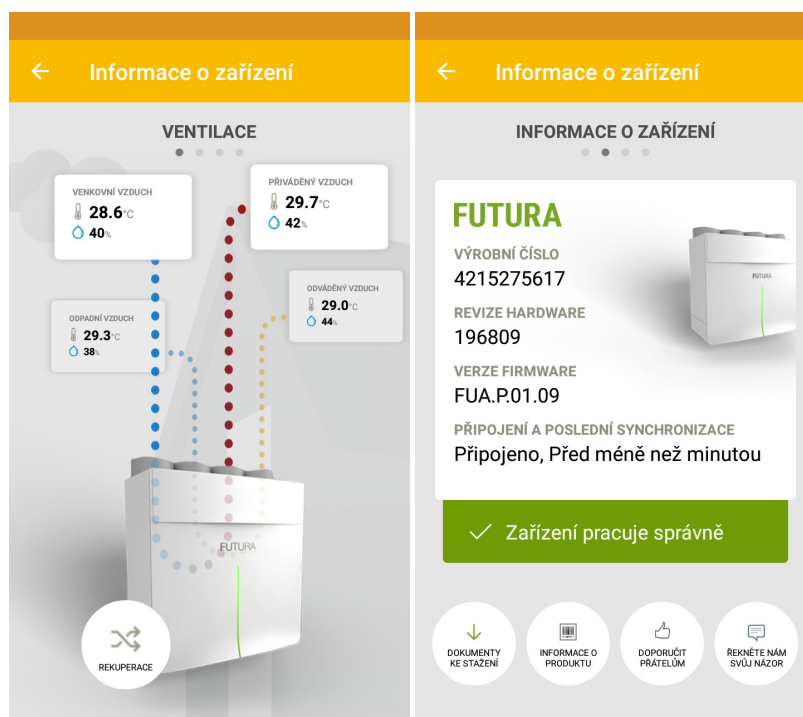 Informace o zařízení
VENTILACE
VENKOVNÍ VZDUCH
28.6°C
40%
PŘIVÁDĚNÝ VZDUCH
29.7°C
42%
ODPADNÍ VZDUCH
29.3°C
38%
ODVÁDĚNÝ VZDUCH
29.0°C
44%
FUTURA
REKUPERACE
Informace o zařízení
INFORMACE O ZAŘÍZENÍ
FUTURA
FUTURA
VÝROBNÍ ČÍSLO
4215275617
REVIZE HARDWARE
196809
VERZE FIRMWARE
FUA.P.01.09
PŘIPOJENÍ A POSLEDNÍ SYNCHRONIZACE
Připojeno, Před méně než minutou
Zařízení pracuje správně
DOKUMENTY
KE STAŽENÍ
INFORMACE O
PRODUKTU
DOPORUČIT
PŘÁTELŮM
ŘEKNĚTE NÁM
SVŮJ NÁZOR